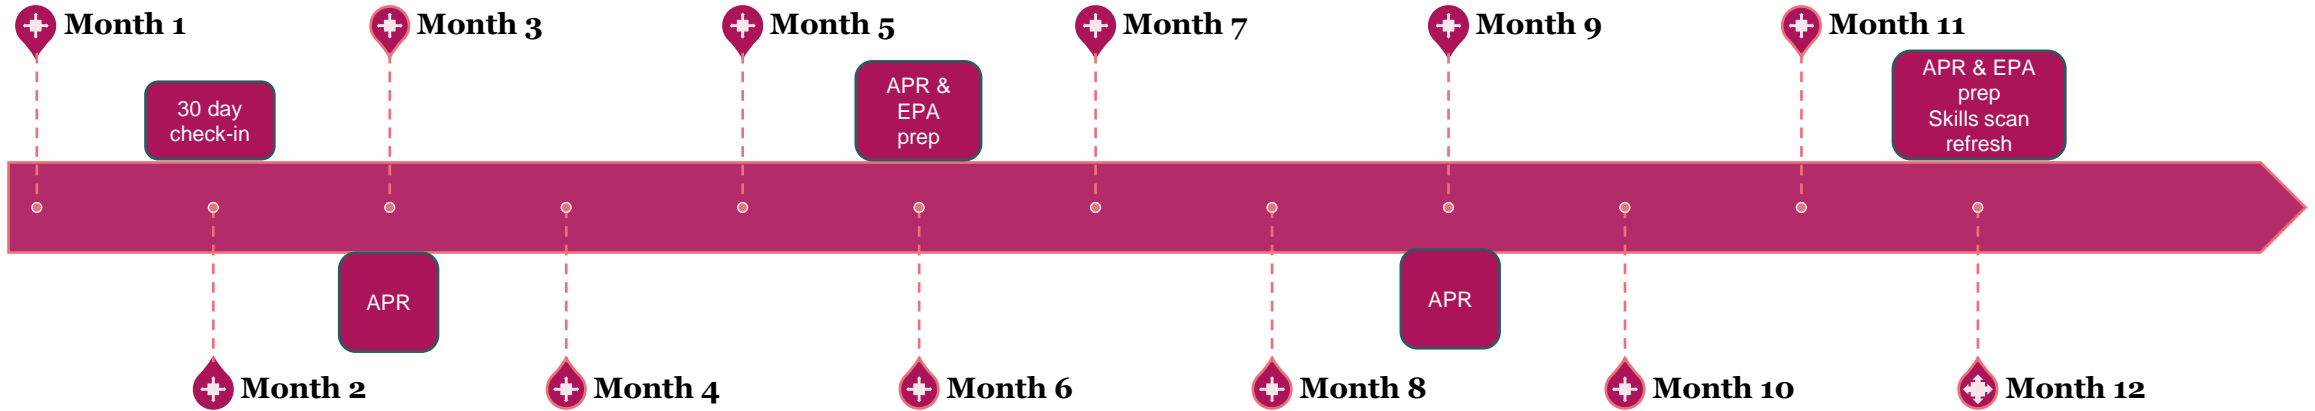 Month 1
Month 3
Month 5
Month 7
Month 9
Month 11
30 day
check-in
APR &
EPA
prep
APR & EPA
prep
Skills scan
refresh
APR
APR
Month 2
Month 4
Month 6
Month 8
Month 10
Month 12